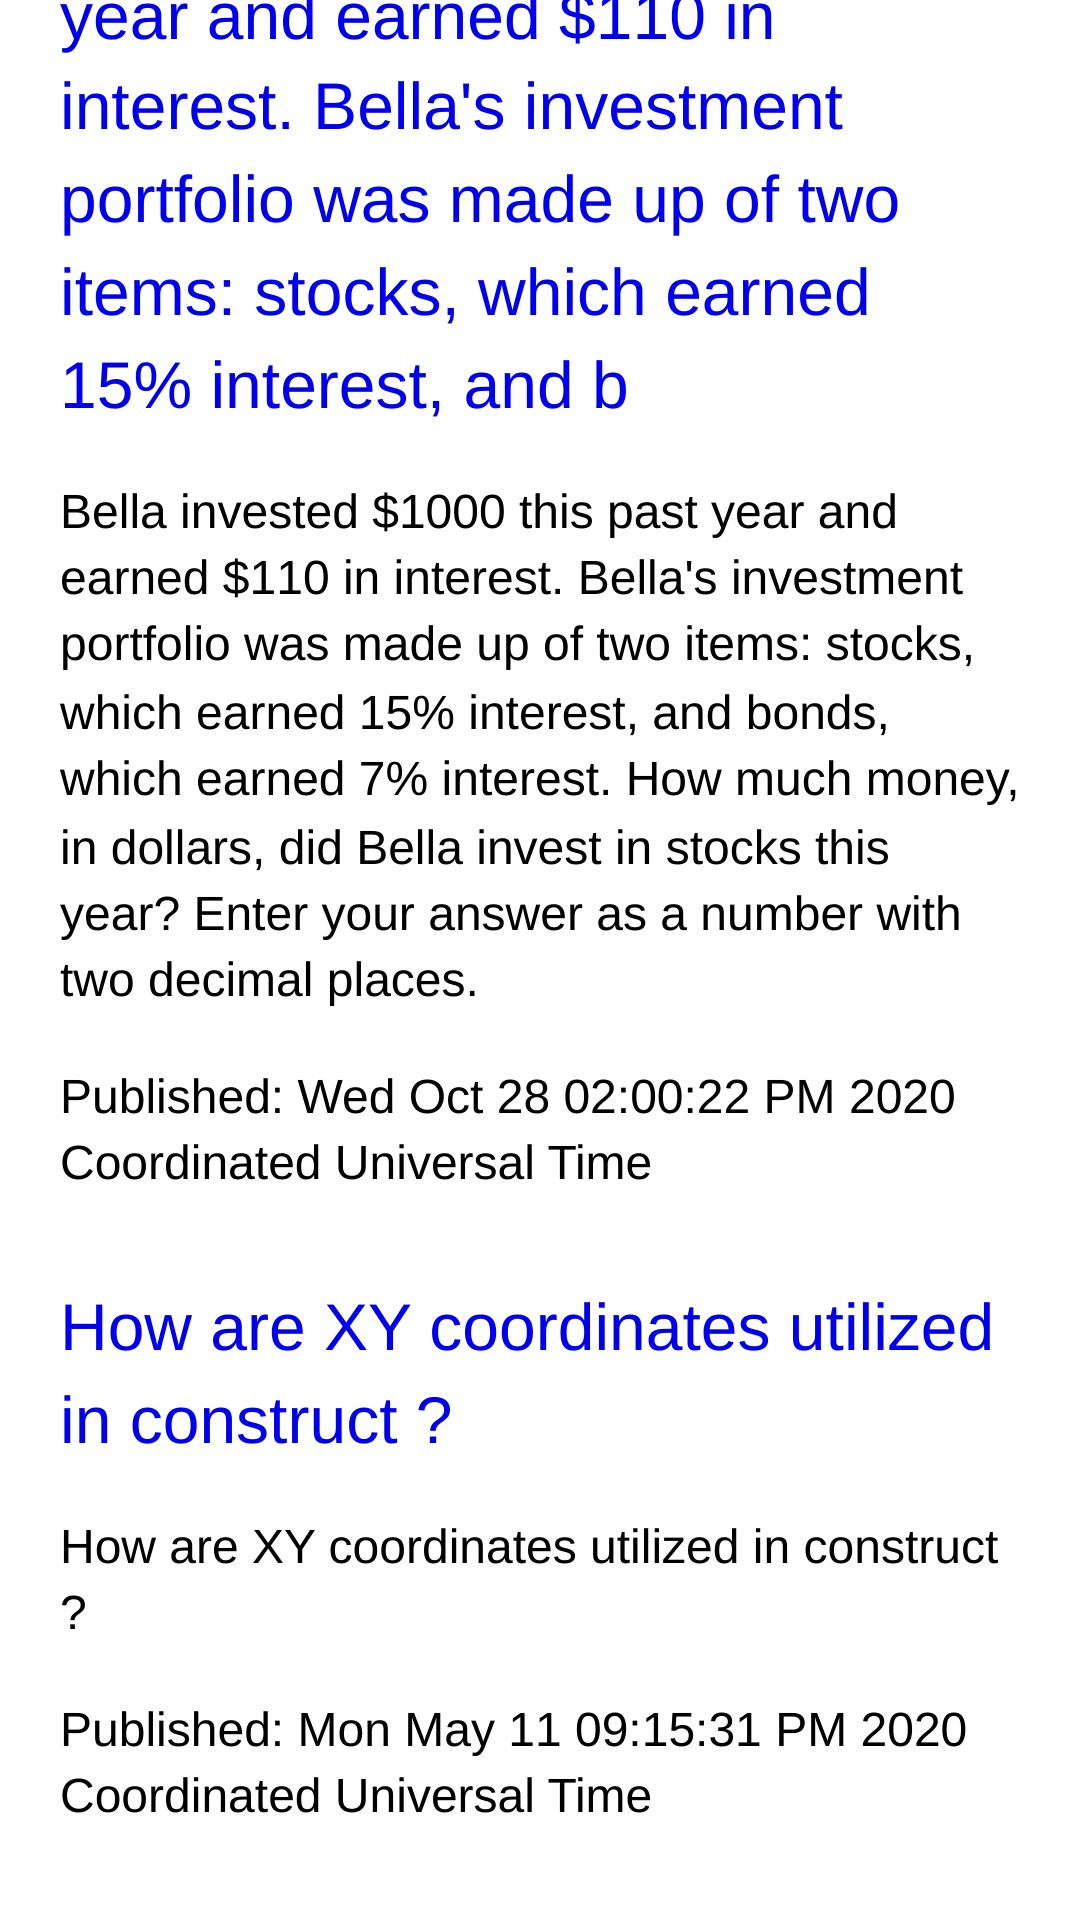 year and earned $110 in
interest. Bella's investment
portfolio was made up of two
items: stocks, which earned
15% interest, and b
Bella invested $1000 this past year and
earned $110 in interest. Bella's investment
portfolio was made up of two items: stocks,
which earned 15% interest, and bonds,
which earned 7% interest. How much money,
in dollars, did Bella invest in stocks this
year? Enter your answer as a number with
two decimal places.
Published: Wed Oct 28 02:00:22 PM 2020
Coordinated Universal Time
How are XY coordinates utilized
in construct ?
How are XY coordinates utilized in construct
?
Published: Mon May 11 09:15:31 PM 2020
Coordinated Universal Time